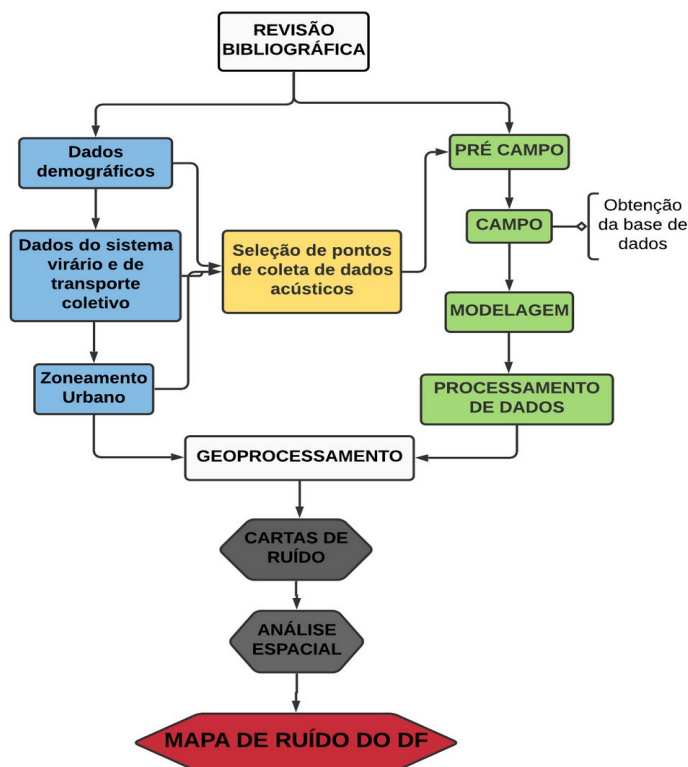 REVISÃO
BIBLIOGRÁFICA
Dados
demográficos
PRÉ CAMPO
Dados do sistema
virário e de
transporte
coletivo
Seleção de pontos
de coleta de dados
acústicos
CAMPO
Obtenção
da base de
dados
MODELAGEM
Zoneamento
Urbano
PROCESSAMENTO
DE DADOS
GEOPROCESSAMENTO
CARTAS DE
RUÍDO
ANÁLISE
ESPACIAL
MAPA DE RUÍDO DO DF